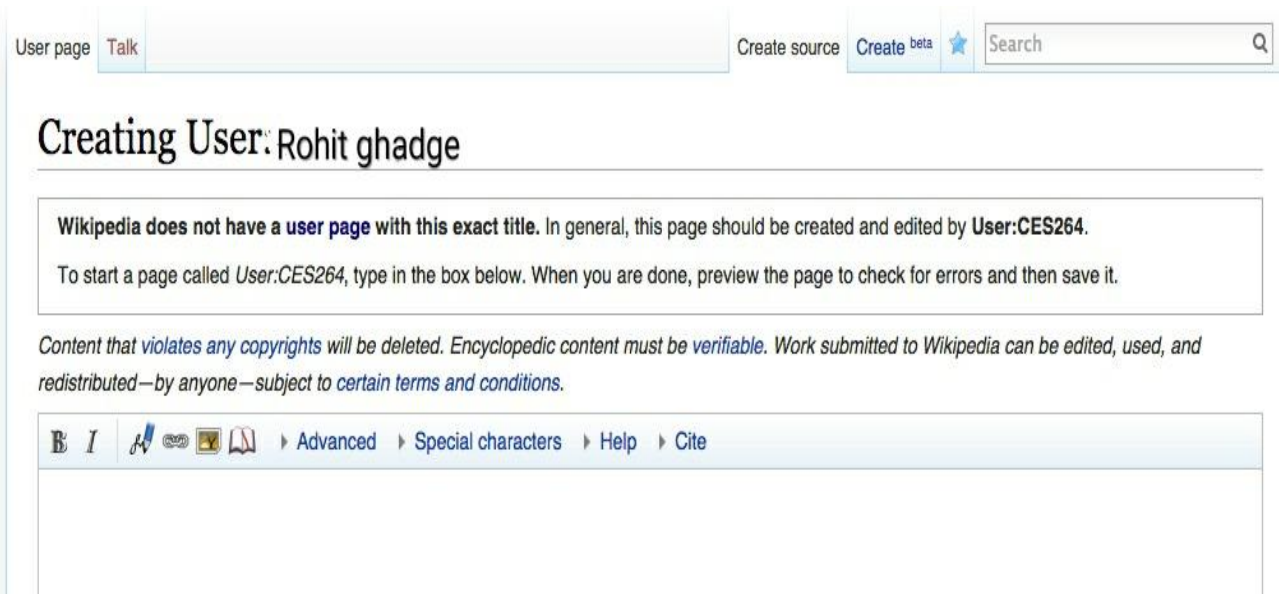 User page Talk Create source Create beta Search
Creating User: Rohit ghadge
Wikipedia does not have a user page with this exact title. In general, this page should be created and edited by User:CES264.
To start a page called User:CES264, type in the box below. When you are done, preview the page to check for errors and then save it.
Content that violates any copyrights will be deleted. Encyclopedic content must be verifiable. Work submitted to Wikipedia can be edited, used, and
redistributed—by anyone—subject to certain terms and conditions.
B I Advanced Special characters Help Cite